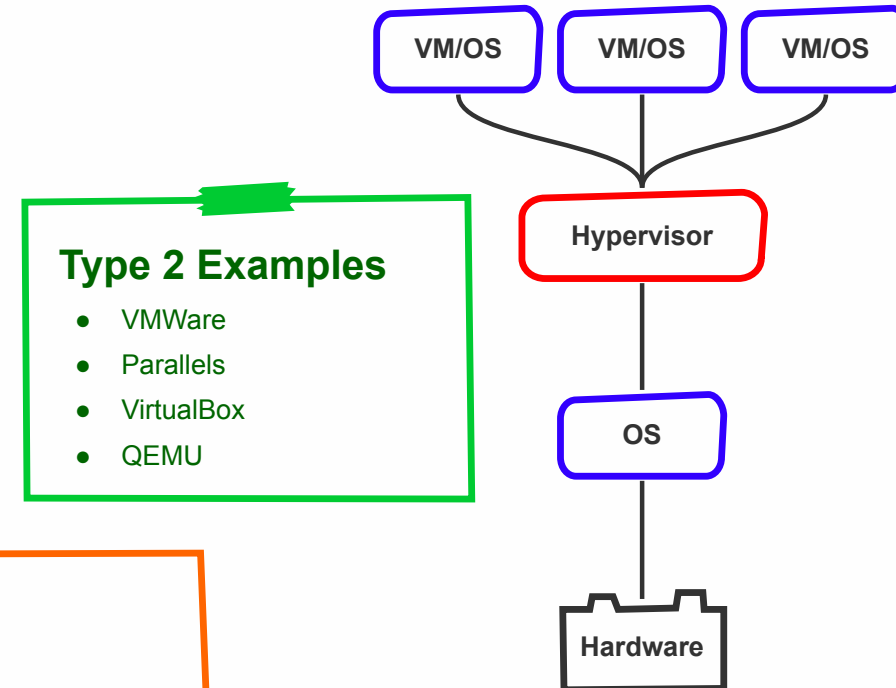 VM/OS VM/OS VM/OS
Hypervisor
Type 2 Examples
● VMWare
● Parallels
● VirtualBox
● QEMU
OS
Hardware